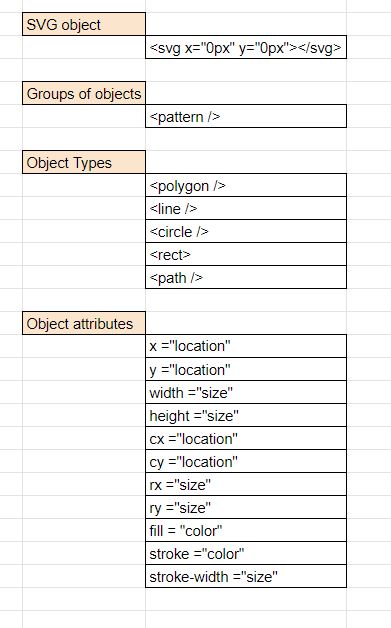 SVG object
<svg x="0px" y="0px"></svg>
Groups of objects
<pattern />
Object Types
<polygon />
<line />
<circle />
<rect>
<path />
Object attributes
x ="location"
y ="location"
width ="size"
height ="size"
cx ="location"
cy ="location"
rx ="size"
ry ="size"
fill = "color"
stroke ="color"
stroke-width ="size"